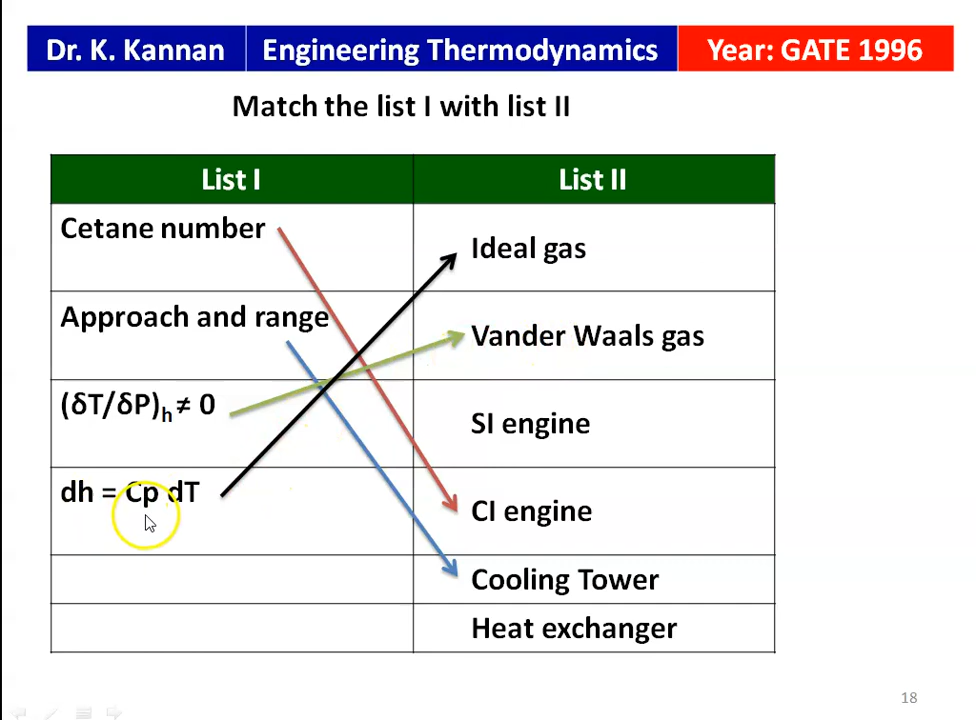 Dr. K. Kannan Engineering Thermodynamics Year: GATE 1996
Match the list I with list II
List I List II
Cetane number Ideal gas
Approach and range Vander Waals gas
(δT/δP)h ≠ 0 SI engine
dh = Cp dT CI engine
Cooling Tower
Heat exchanger
18